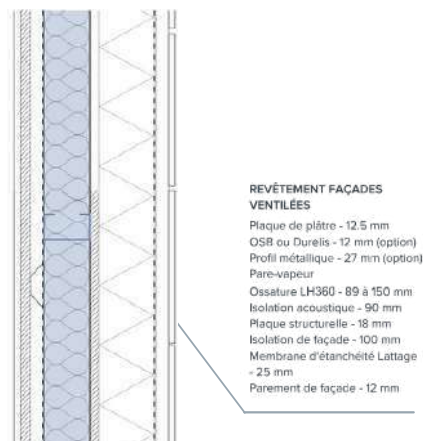 REVÊTEMENT FAÇADES
VENTILÉES
Plaque de plâtre - 12.5 mm
OSB ou Durelis - 12 mm (option)
Profil métallique - 27 mm (option)
Pare-vapeur
Ossature LH360 - 89 à 150 mm
Isolation acoustique - 90 mm
Plaque structurelle - 18 mm
Isolation de façade - 100 mm
Membrane d'étanchéité Lattage
- 25 mm
Parement de façade - 12 mm